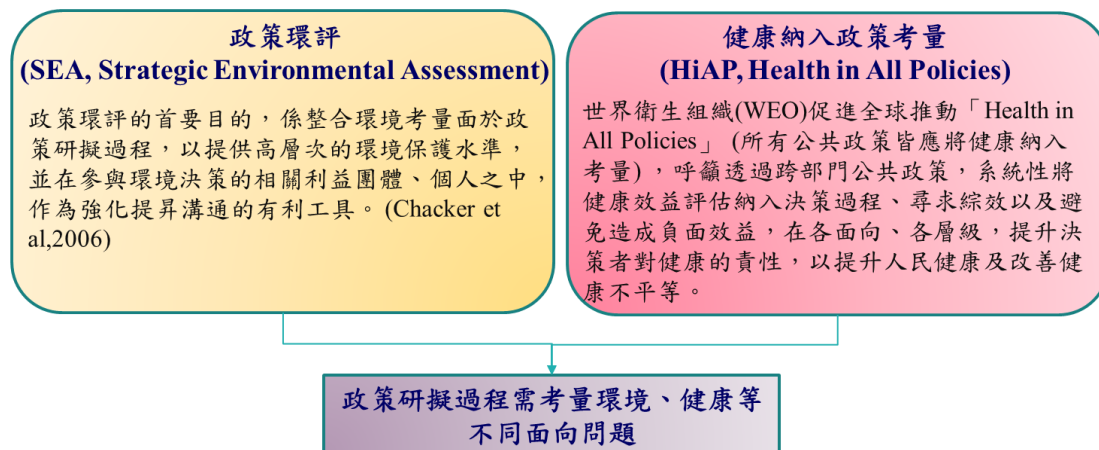 政策環評
(SEA, Strategic Environmental Assessment)
政策環評的首要目的，係整合環境考量面於政
策研擬過程，以提供高層次的環境保護水準，
並在參與環境決策的相關利益團體、個人之中，
作為強化提昇溝通的有利工具。 (Chacker et
al,2006)
健康納入政策考量
(HiAP, Health in All Policies)
世界衛生組織(WEO)促進全球推動「Health in
All Policies」 (所有公共政策皆應將健康納入
考量)，呼籲透過跨部門公共政策，系統性將
健康效益評估納入決策過程、尋求綜效以及避
免造成負面效益，在各面向、各層級，提升決
策者對健康的責性，以提升人民健康及改善健
康不平等。
政策研擬過程需考量環境、健康等
不同面向問題